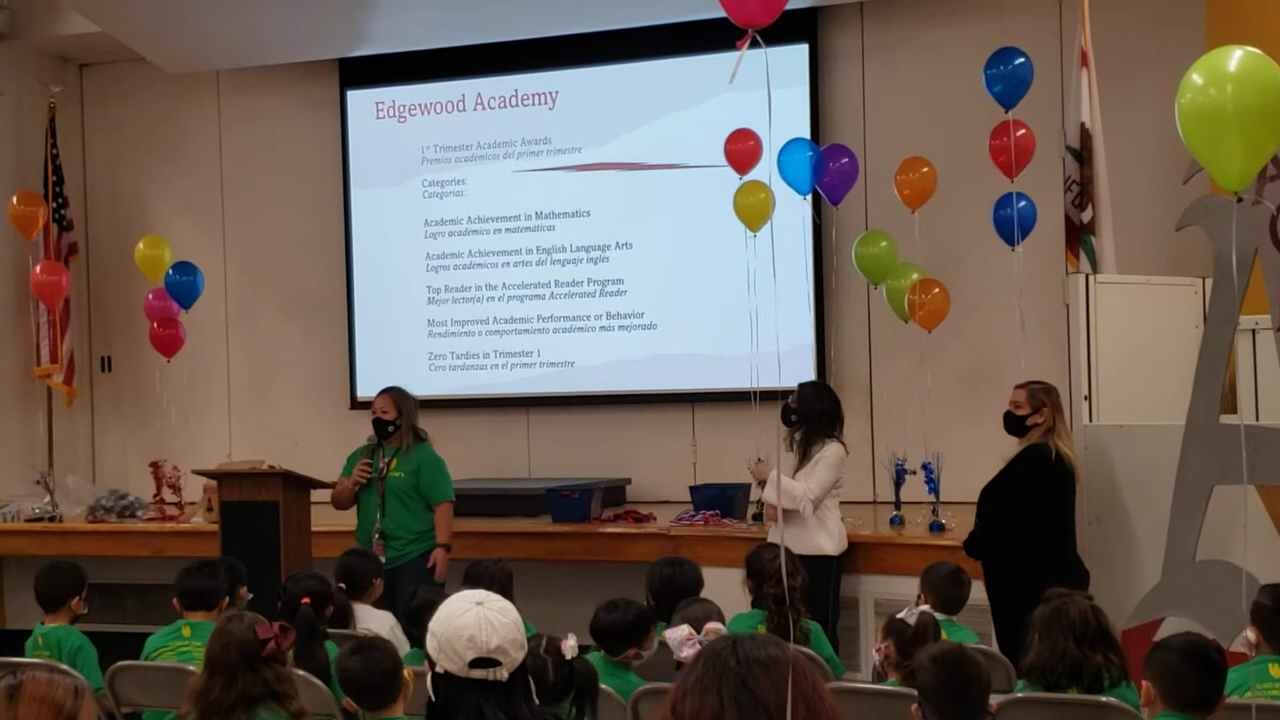 Edgewood Academy
1st Trimester Academic Awards
Premios académicos del primer trimestre
Categories:
Categorias:
Academic Achievement in Mathematics
Logro académico en matemáticas
Academic Achievement in English Language Arts
Logros académicos en artes del lenguaje inglés
Top Reader in the Accelerated Reader Program
Mejor lector(a) en el programa Accelerated Reader
Most Improved Academic Performance or Behavior
Rendimiento o comportamiento académico más mejorado
Zero Tardies in Trimester 1
Cero tardanzas en el primer trimestre